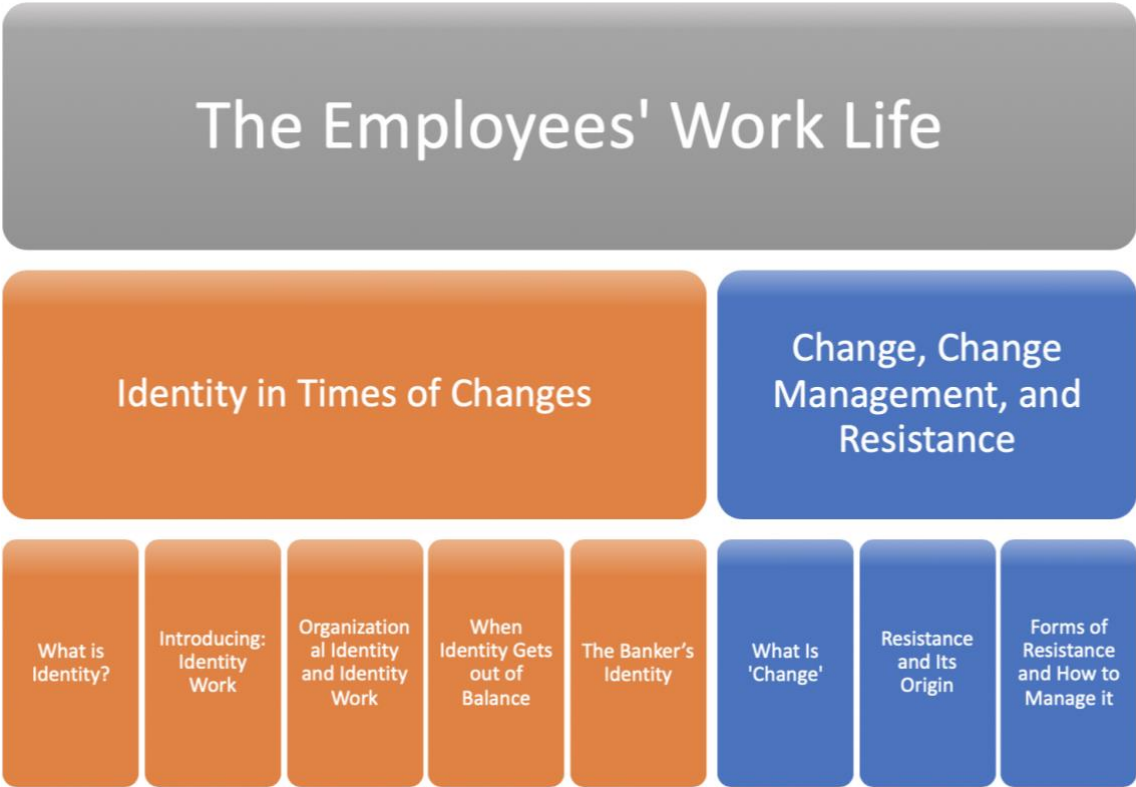 The Employees' Work Life
Identity in Times of Changes
Change, Change
Management, and
Resistance
What is
Identity?
Introducing:
Identity
Work
Organization
al Identity
and Identity
Work
When
Identity Gets
out of
Balance
The Banker’s
Identity
What Is
'Change'
Resistance
and Its
Origin
Forms of
Resistance
and How to
Manage it